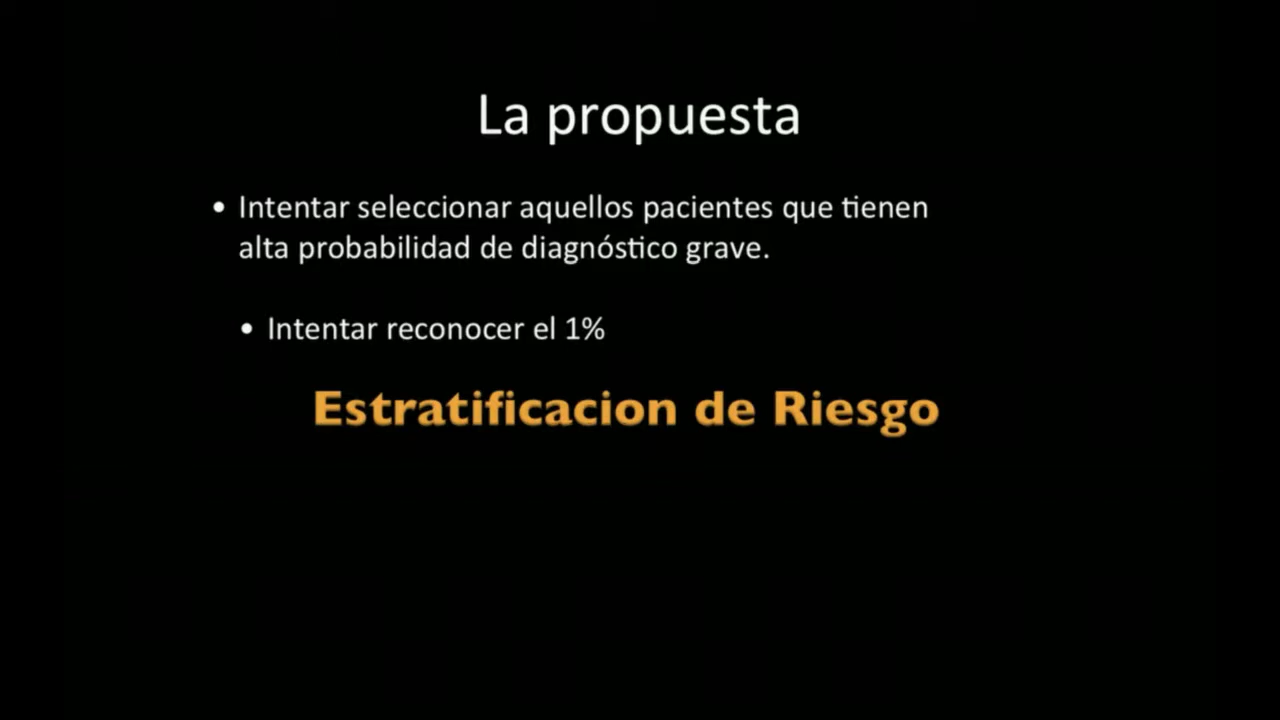 La propuesta
• Intentar seleccionar aquellos pacientes que tienen
alta probabilidad de diagnóstico grave.
• Intentar reconocer el 1%
Estratificacion de Riesgo